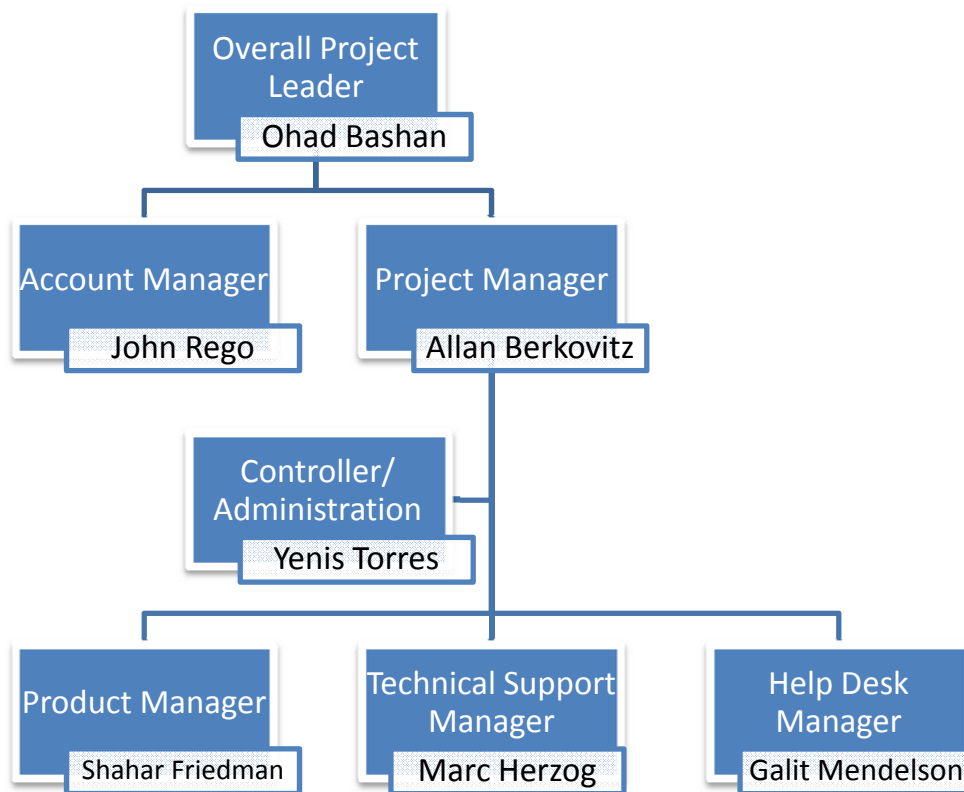 Overall Project
Leader
Ohad Bashan
Account Manager
John Rego
Project Manager
Allan Berkovitz
Controller/
Administration
Yenis Torres
Product Manager
Shahar Friedman
Technical Support
Manager
Marc Herzog
Help Desk
Manager
Galit Mendelson